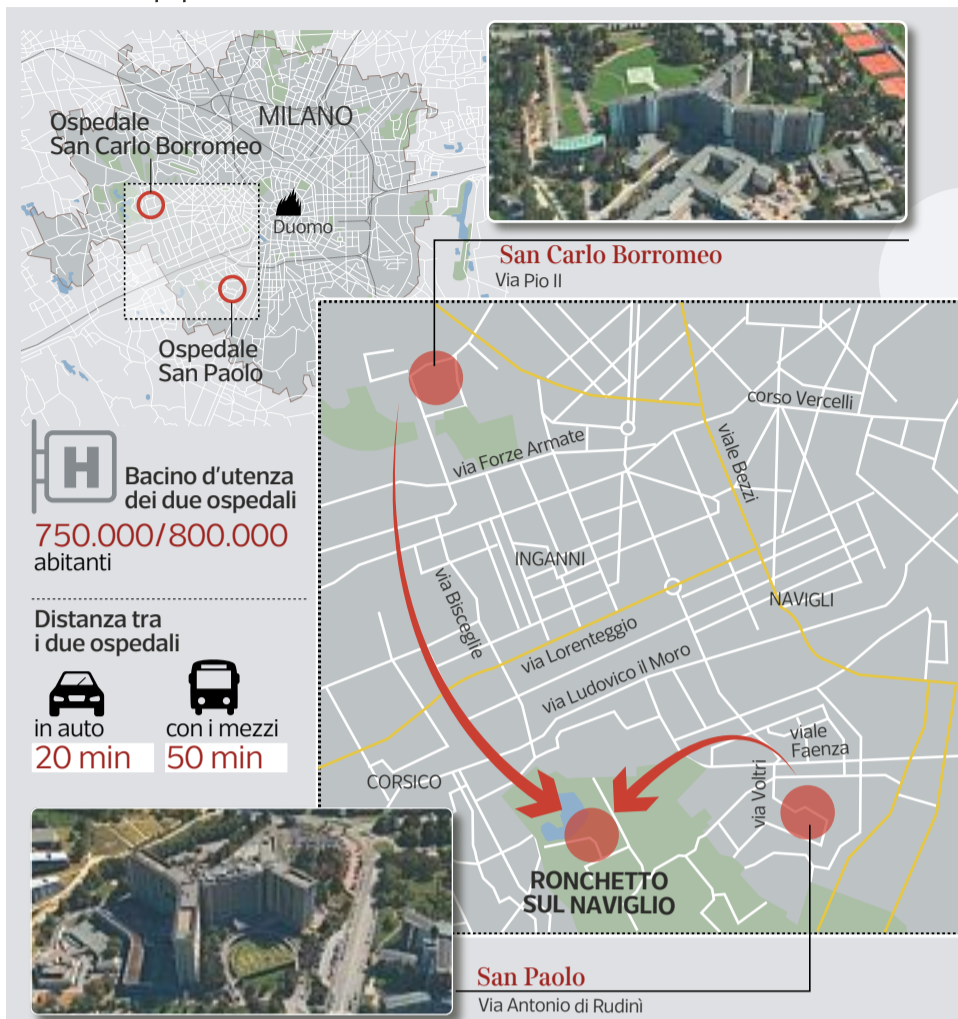 MILANO
Ospedale
San Carlo Borromeo
Duomo
Ospedale
San Paolo
San Carlo Borromeo
Via Pio II
H
Bacino d'utenza
dei due ospedali
750.000/800.000
abitanti
Distanza tra
i due ospedali
in auto
20 min
con i mezzi
50 min
corso Vercelli
via Forze Armate
viale Bezzi
INGANNI
via Bisceglie
NAVIGLI
via Lorenteggio
via Ludovico il Moro
viale
Faenza
via Voltri
CORSICO
RONCHETTO
SUL NAVIGLIO
San Paolo
Via Antonio di Rudinì